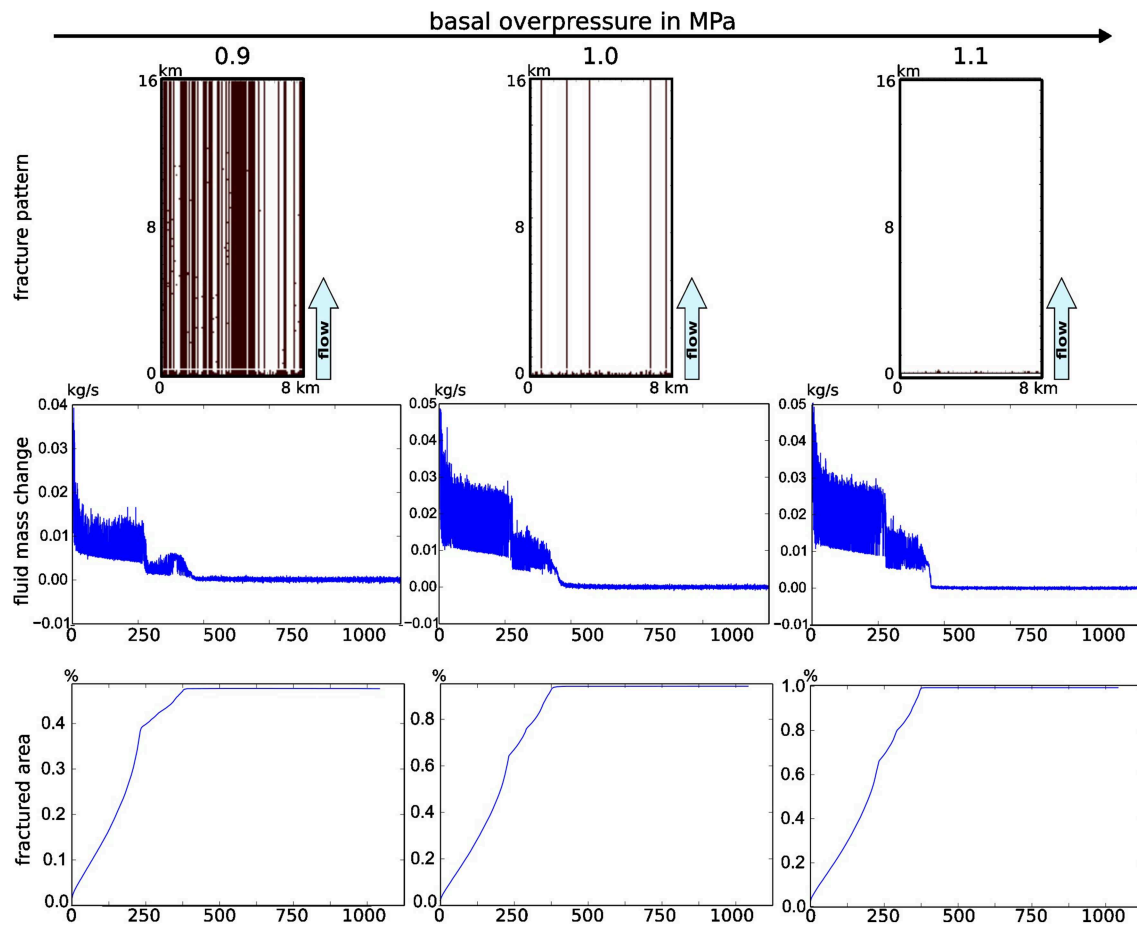 basal overpressure in MPa
0.9 1.0 1.1
km km km
16 16 16
8 8 8
fracture pattern
flow flow flow
0 0 0
0 8 km 0 8 km 0 8 km
kg/s kg/s kg/s
0.04 0.05 0.05
0.03 0.04 0.04
0.02 0.03 0.03
0.01 0.02 0.02
0.00 0.01 0.01
−0.01 0.00 0.00
−0.01 −0.01
fluid mass change
0 250 500 750 1000 0 250 500 750 1000 0 250 500 750 1000
% % %
0.4 0.8 1.0
0.3 0.6 0.8
0.2 0.4 0.6
0.1 0.2 0.4
0.0 0.0 0.2
0.0
fractured area
0 250 500 750 1000 0 250 500 750 1000 0 250 500 750 1000